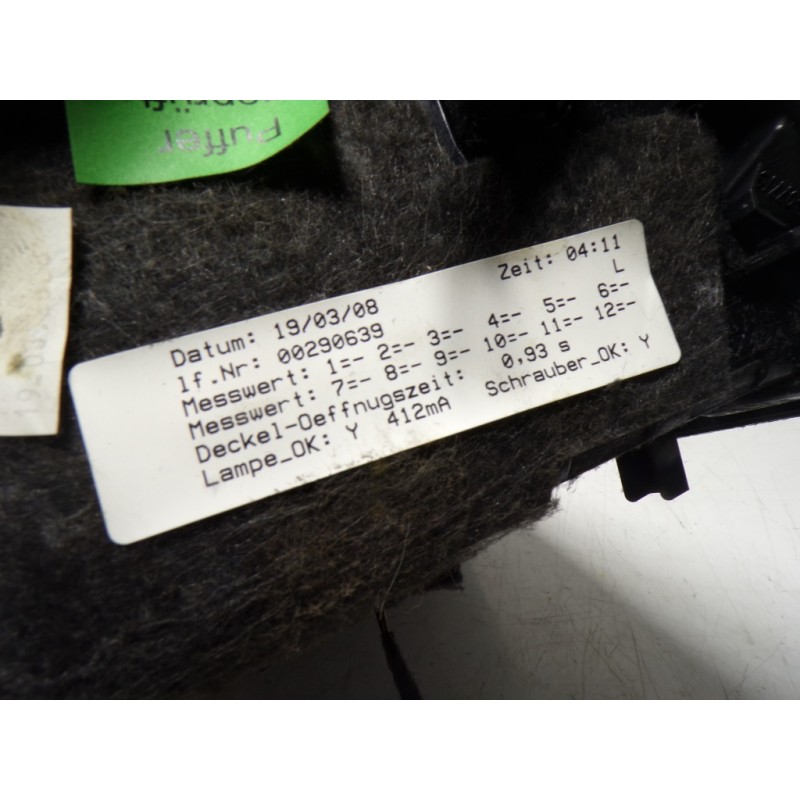 Puffer
geprüft
Datum: 19/03/08 Zeit: 04:11
lf.Nr: 00290639 L
Messwert: 1=- 2=- 3=- 4=- 5=- 6=-
Messwert: 7=- 8=- 9=- 10=- 11=- 12=-
Deckel-Oeffnugszeit: 0,93 s
Lampe_OK: Y 412mA Schrauber_OK: Y